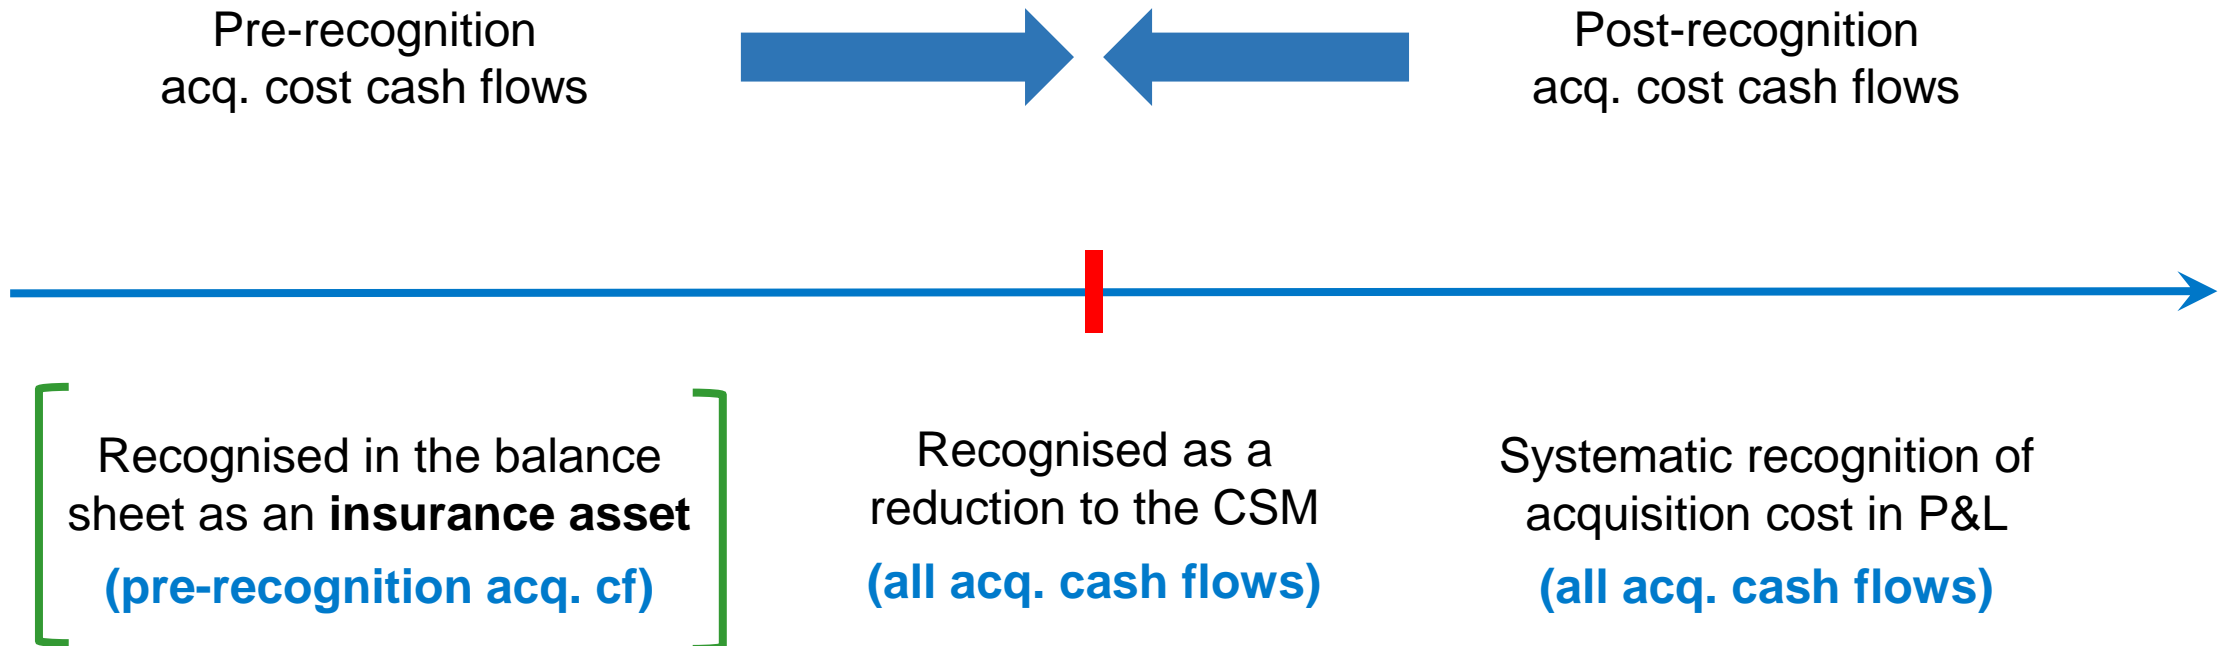 Pre-recognition
acq. cost cash flows
Post-recognition
acq. cost cash flows
Recognised in the balance
sheet as an insurance asset
(pre-recognition acq. cf)
Recognised as a
reduction to the CSM
(all acq. cash flows)
Systematic recognition of
acquisition cost in P&L
(all acq. cash flows)